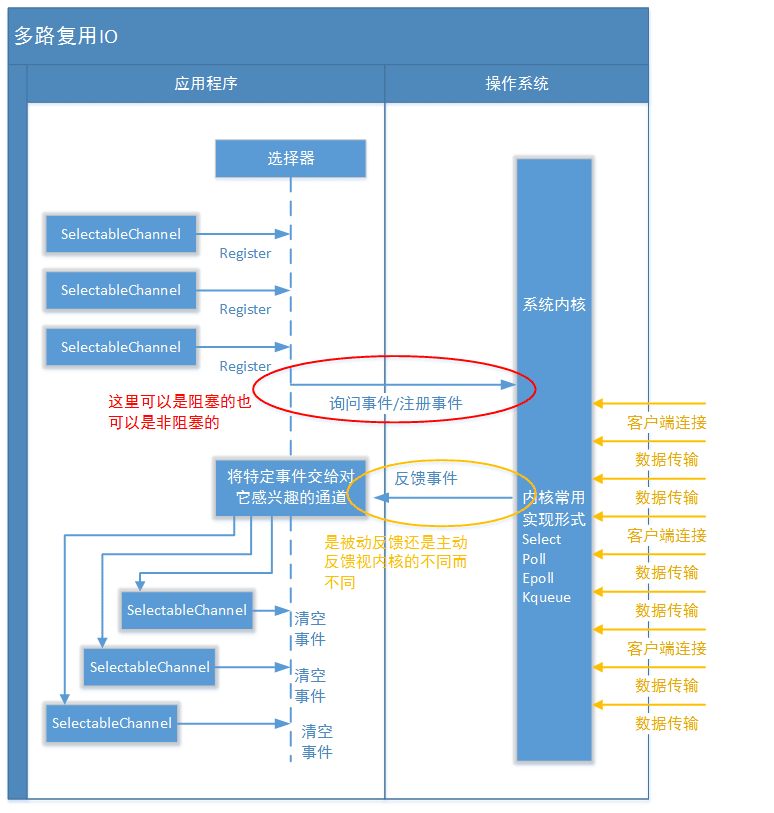 多路复用IO
应用程序
操作系统
选择器
SelectableChannel
Register
SelectableChannel
Register
SelectableChannel
Register
系统内核
这里可以是阻塞的也
可以是非阻塞的
询问事件/注册事件
将特定事件交给对
它感兴趣的通道
反馈事件
是被动反馈还是主动
反馈视内核的不同而
不同
内核常用
实现形式
Select
Poll
Epoll
Kqueue
SelectableChannel
清空
事件
SelectableChannel
清空
事件
SelectableChannel
清空
事件
客户端连接
数据传输
数据传输
客户端连接
数据传输
数据传输
客户端连接
数据传输
数据传输